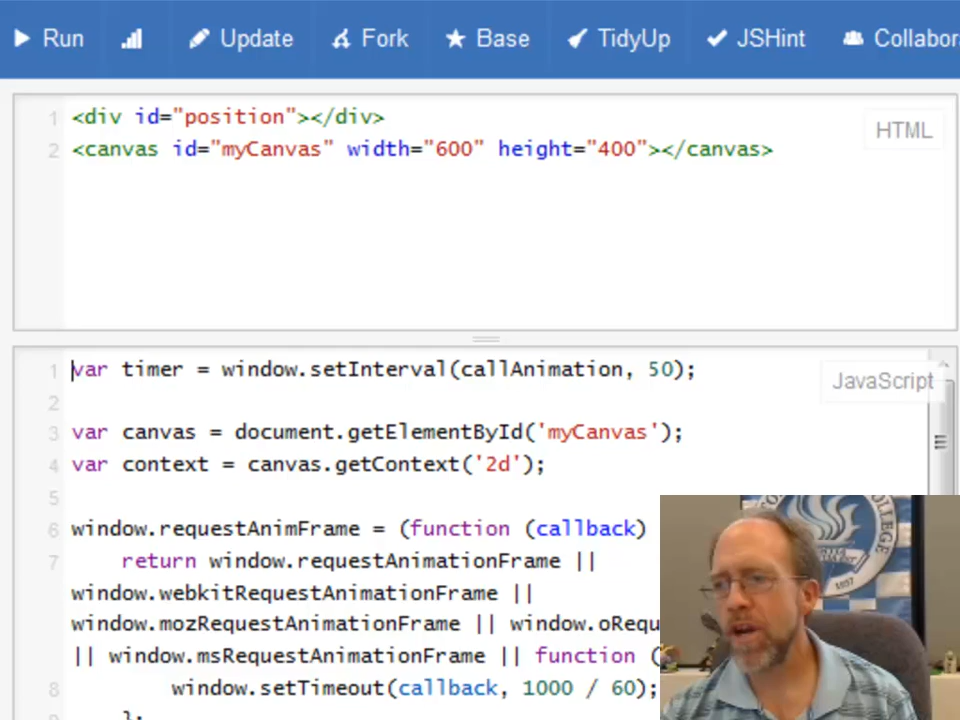 Run Update Fork Base TidyUp JSHint Collabor
1 <div id="position"></div>
HTML
2 <canvas id="myCanvas" width="600" height="400"></canvas>
1 var timer = window.setInterval(callAnimation, 50);
JavaScript
2
3 var canvas = document.getElementById('myCanvas');
4 var context = canvas.getContext('2d');
5
6 window.requestAnimFrame = (function (callback)
7 return window.requestAnimationFrame ||
window.webkitRequestAnimationFrame ||
window.mozRequestAnimationFrame || window.oRequ
|| window.msRequestAnimationFrame || function (
8 window.setTimeout(callback, 1000 / 60);
9 };
COLLEGE
1897